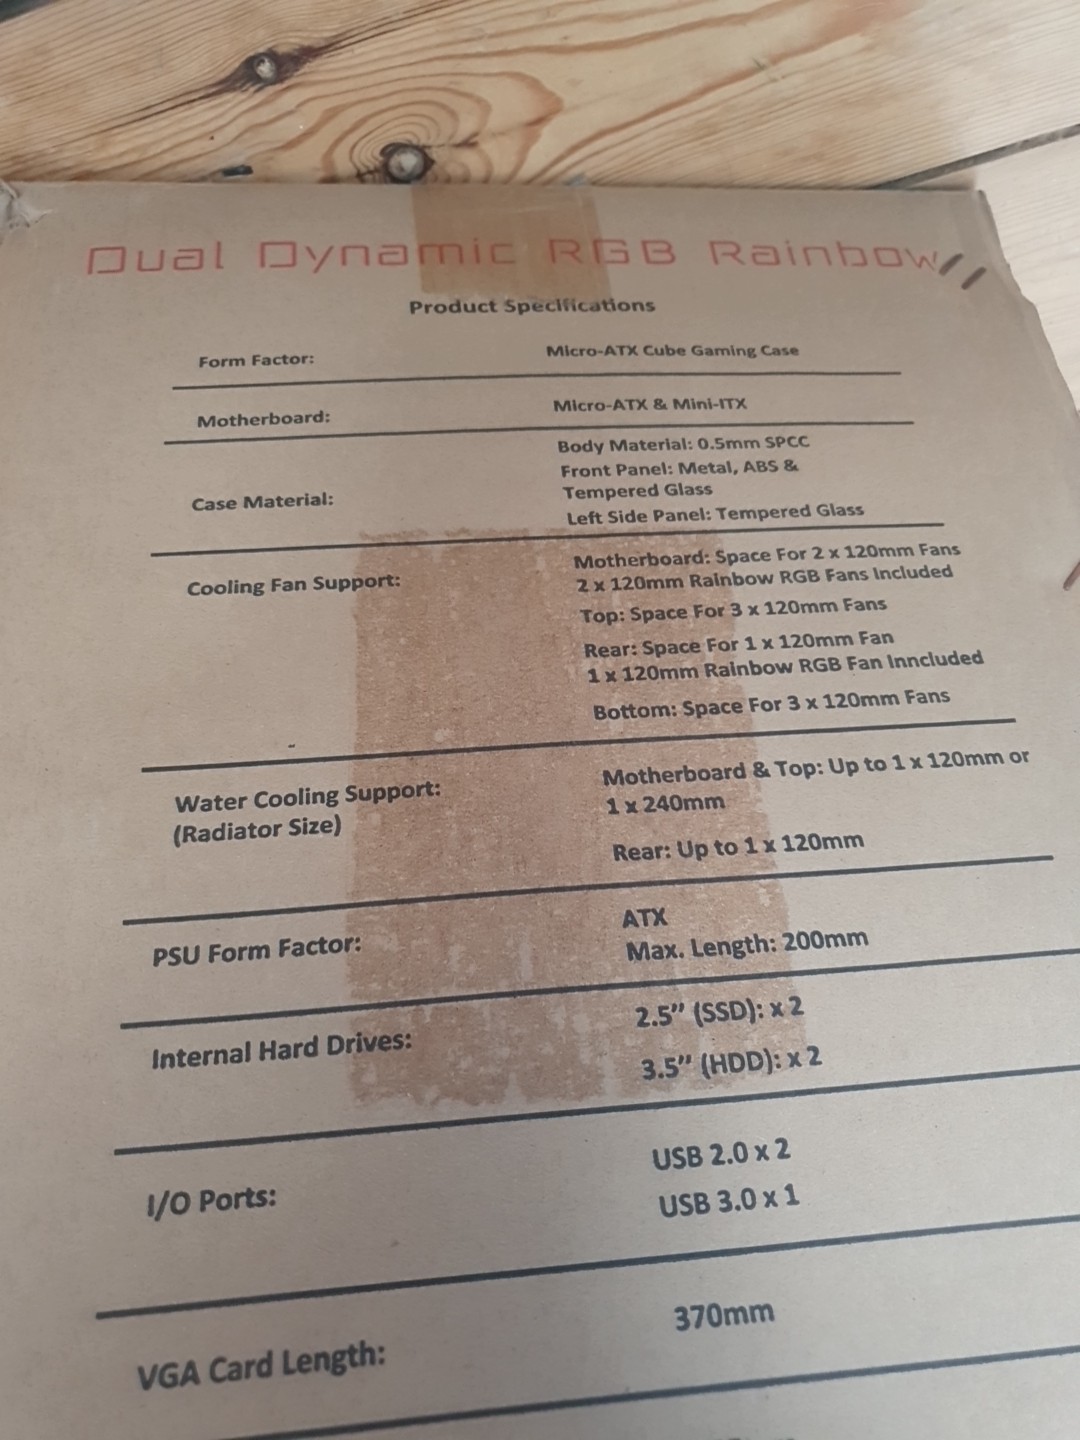 Dual Dynamic RGB Rainbow
Product Specifications
Form Factor: Micro-ATX Cube Gaming Case
Motherboard: Micro-ATX & Mini-ITX
Case Material: Body Material: 0.5mm SPCC
Front Panel: Metal, ABS &
Tempered Glass
Left Side Panel: Tempered Glass
Cooling Fan Support: Motherboard: Space For 2 x 120mm Fans
2 x 120mm Rainbow RGB Fans Included
Top: Space For 3 x 120mm Fans
Rear: Space For 1 x 120mm Fan
1 x 120mm Rainbow RGB Fan Inncluded
Bottom: Space For 3 x 120mm Fans
Water Cooling Support: Motherboard & Top: Up to 1 x 120mm or
(Radiator Size) 1 x 240mm
Rear: Up to 1 x 120mm
PSU Form Factor: ATX
Max. Length: 200mm
Internal Hard Drives: 2.5” (SSD): x 2
3.5” (HDD): x 2
I/O Ports: USB 2.0 x 2
USB 3.0 x 1
VGA Card Length: 370mm